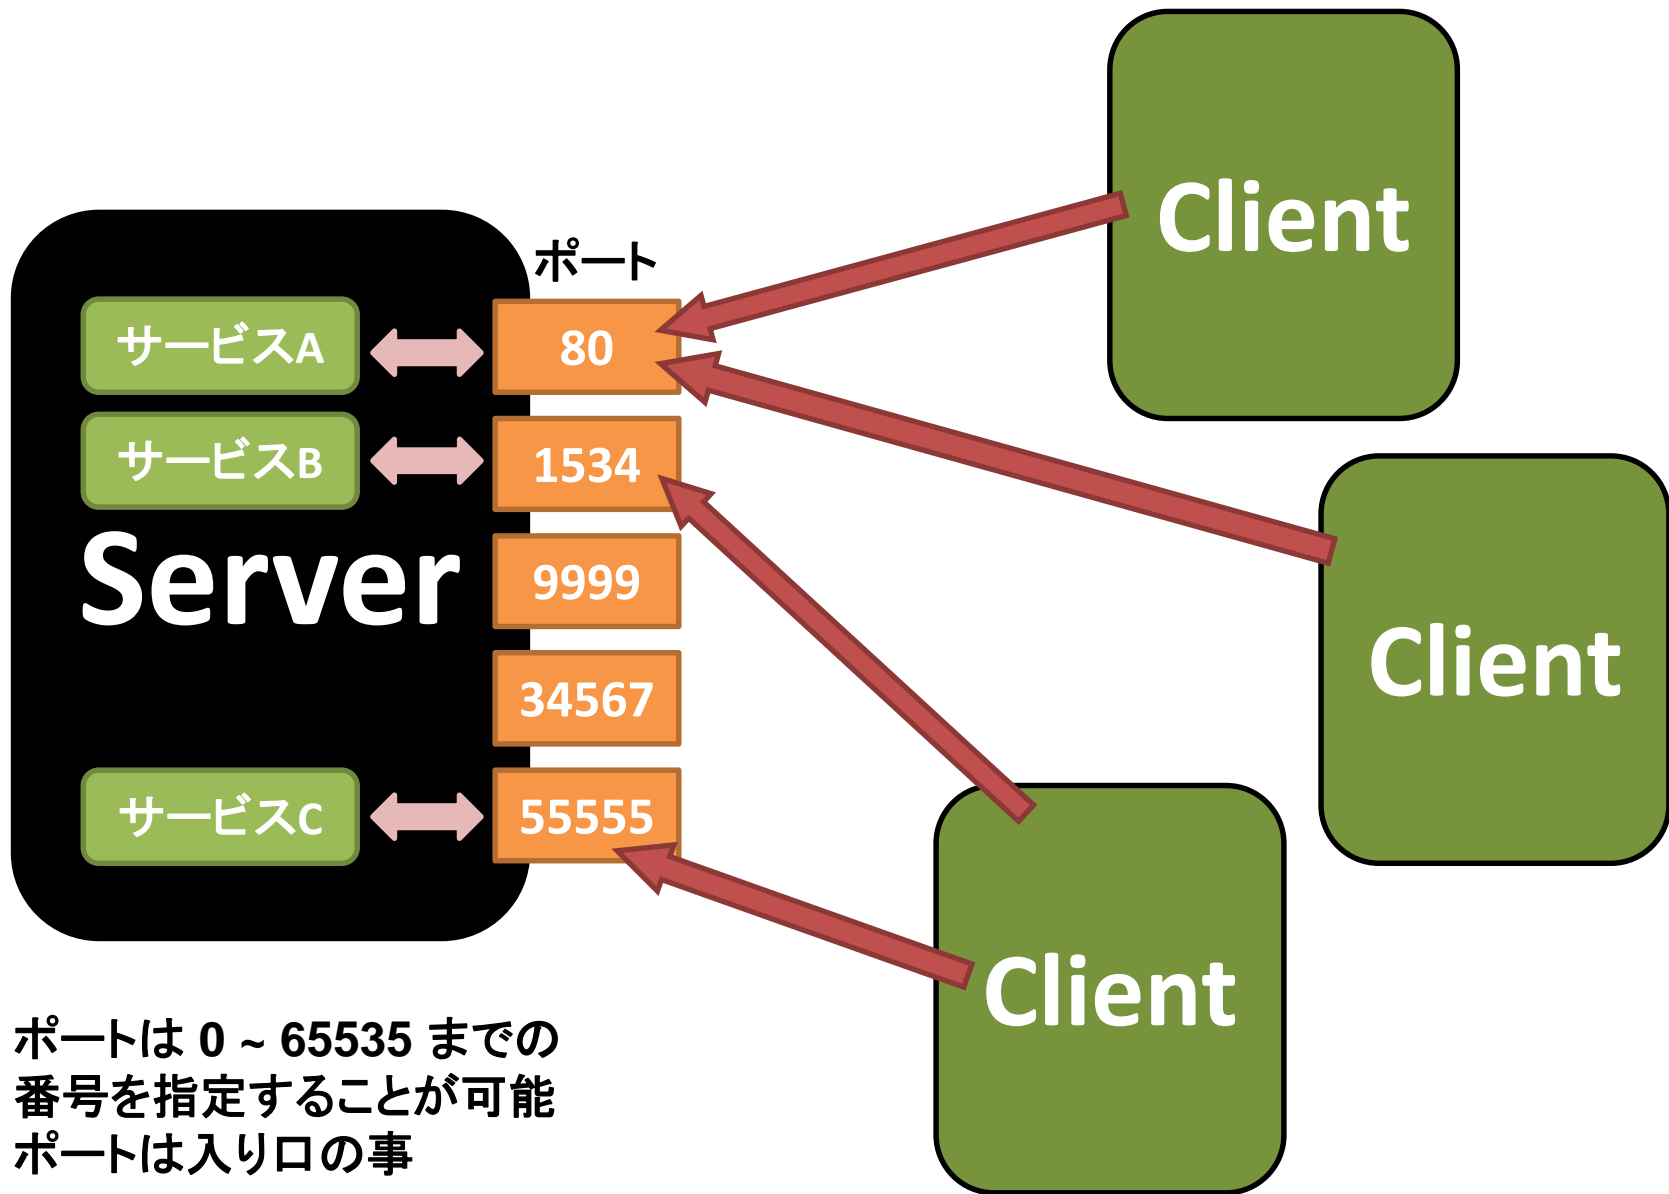 Client
ポート
サービスA
80
サービスB
1534
Server
9999
Client
34567
サービスC
55555
Client
ポートは 0 ~ 65535 までの
番号を指定することが可能
ポートは入り口の事